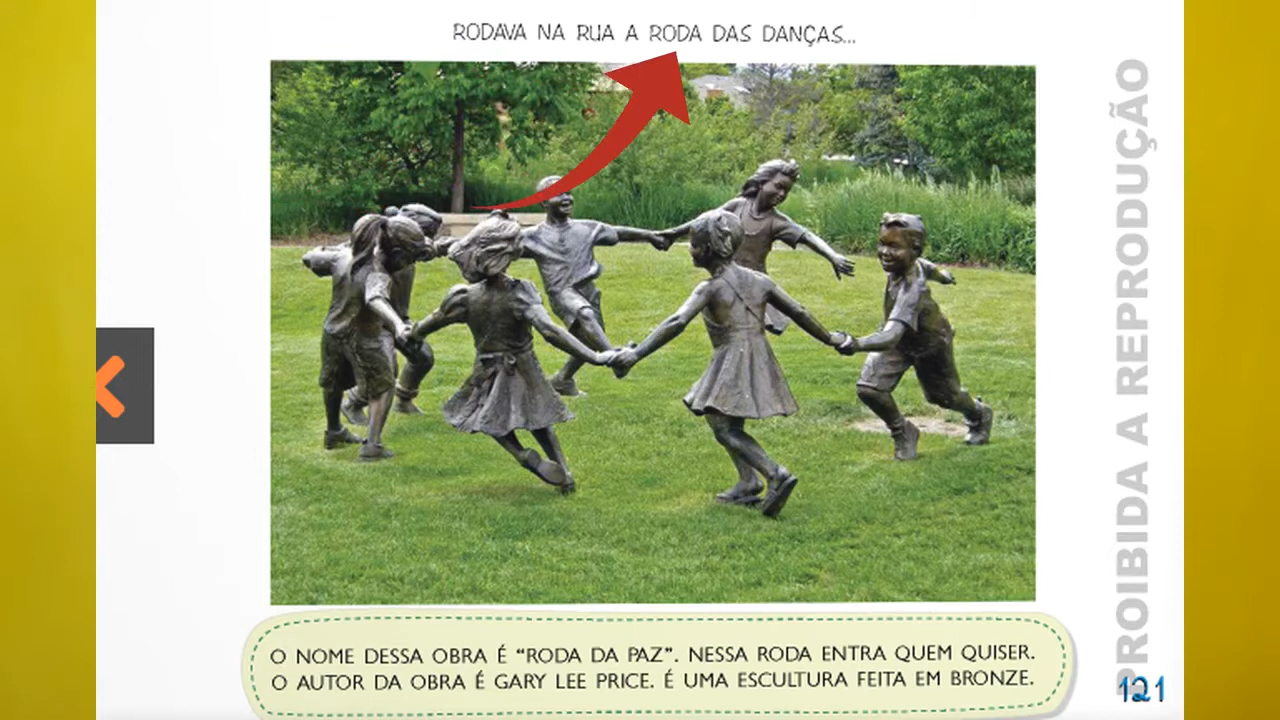 RODAVA NA RUA A RODA DAS DANÇAS...
PROIBIDA A REPRODUÇÃO
O NOME DESSA OBRA É “RODA DA PAZ”. NESSA RODA ENTRA QUEM QUISER.
O AUTOR DA OBRA É GARY LEE PRICE. É UMA ESCULTURA FEITA EM BRONZE.
121